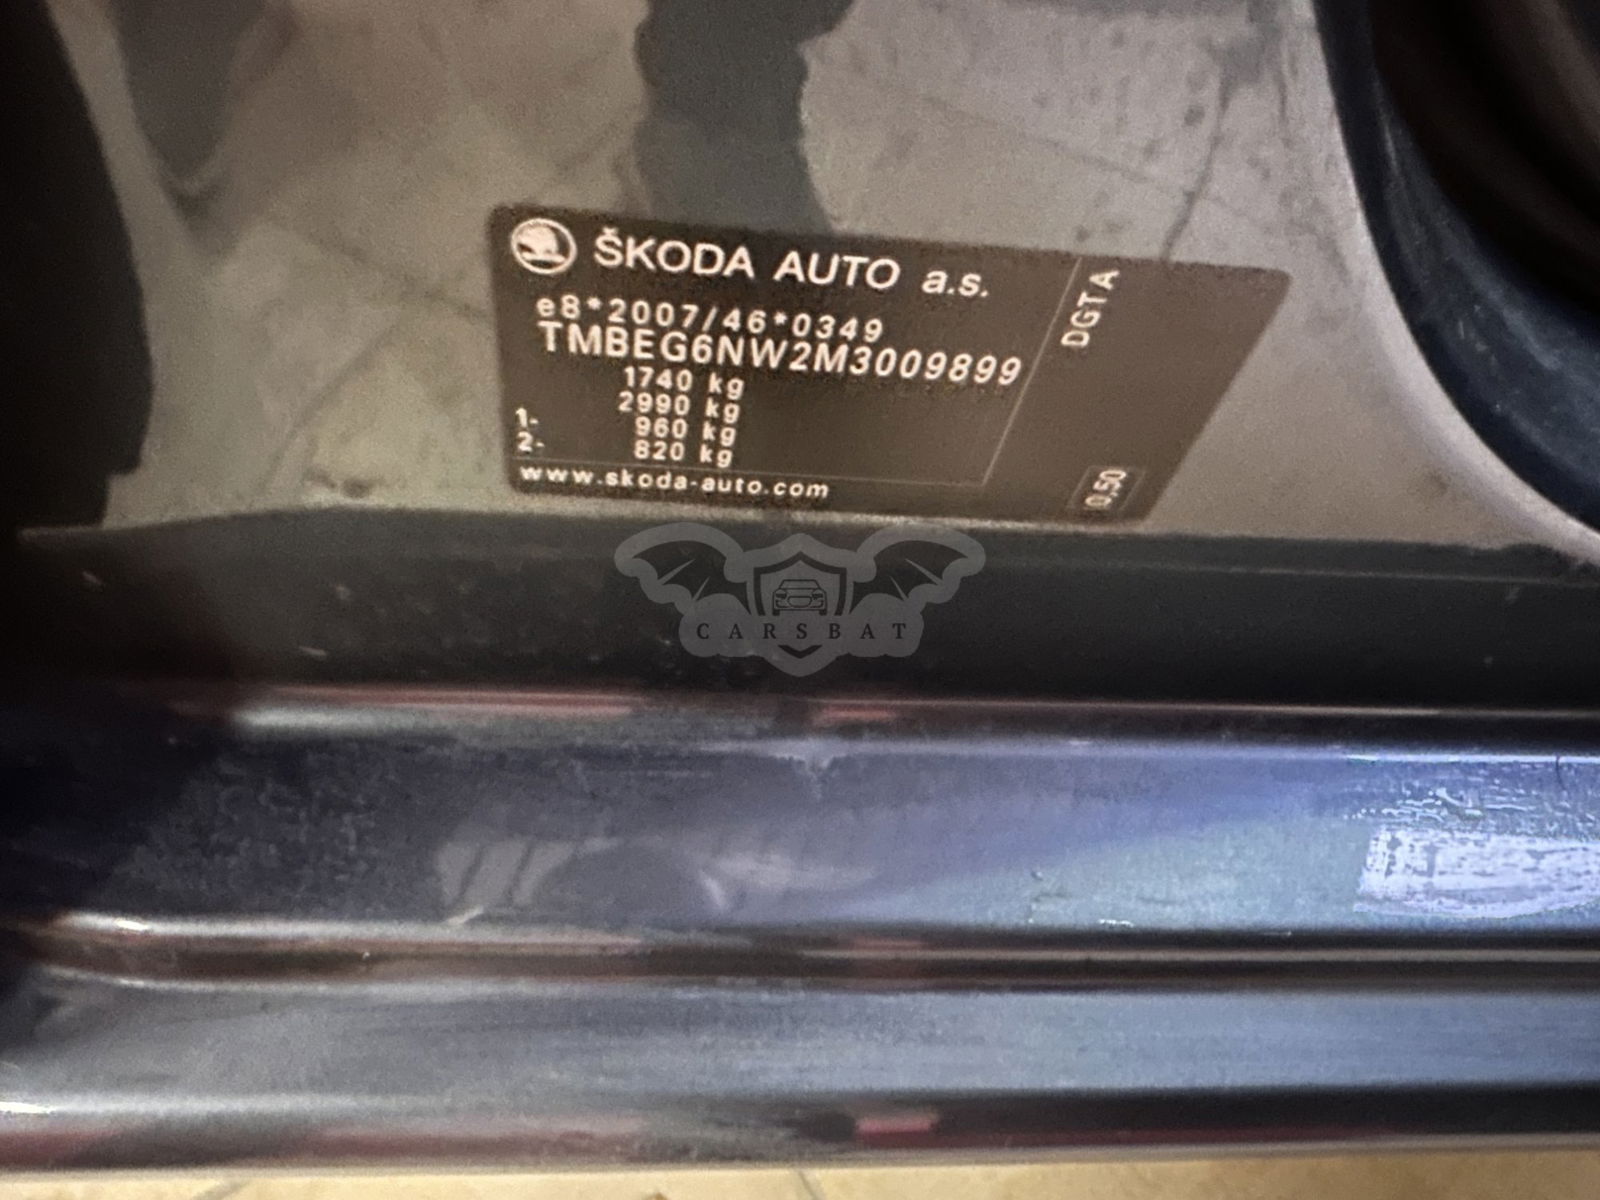 ŠKODA AUTO a.s.
e8*2007/46*0349
TMBEG6NW2M3009899
1740 kg
2990 kg
1- 960 kg
2- 820 kg
www.skoda-auto.com
DGTA
0,50
CARSBAT